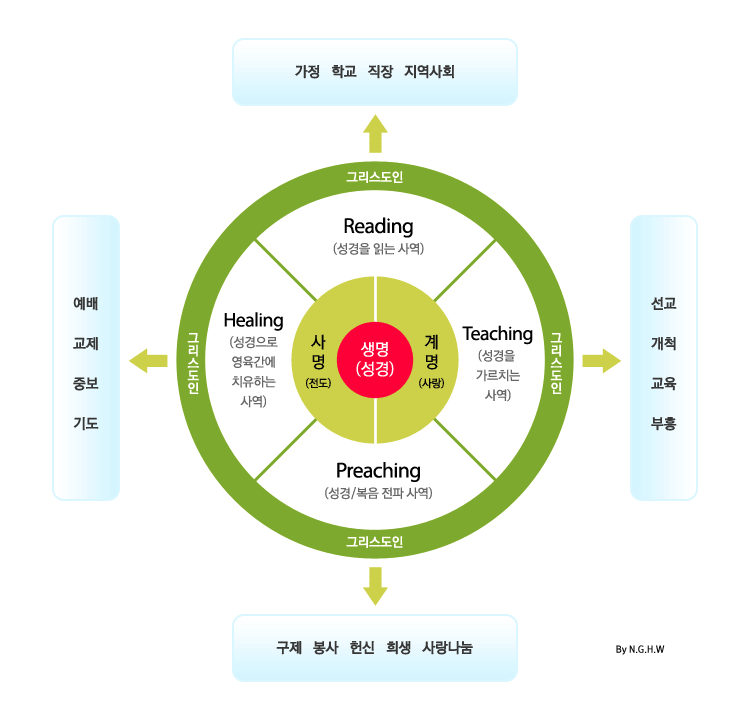 가정 학교 직장 지역사회
그리스도인
Reading
(성경을 읽는 사역)
예배
교제
중보
기도
그리스도인
Healing
(성경으로
영육간에
치유하는
사역)
사명
(전도)
생명
(성경)
계명
(사랑)
Teaching
(성경을
가르치는
사역)
그리스도인
선교
개척
교육
부흥
Preaching
(성경/복음 전파 사역)
그리스도인
구제 봉사 헌신 희생 사랑나눔
By N.G.H.W